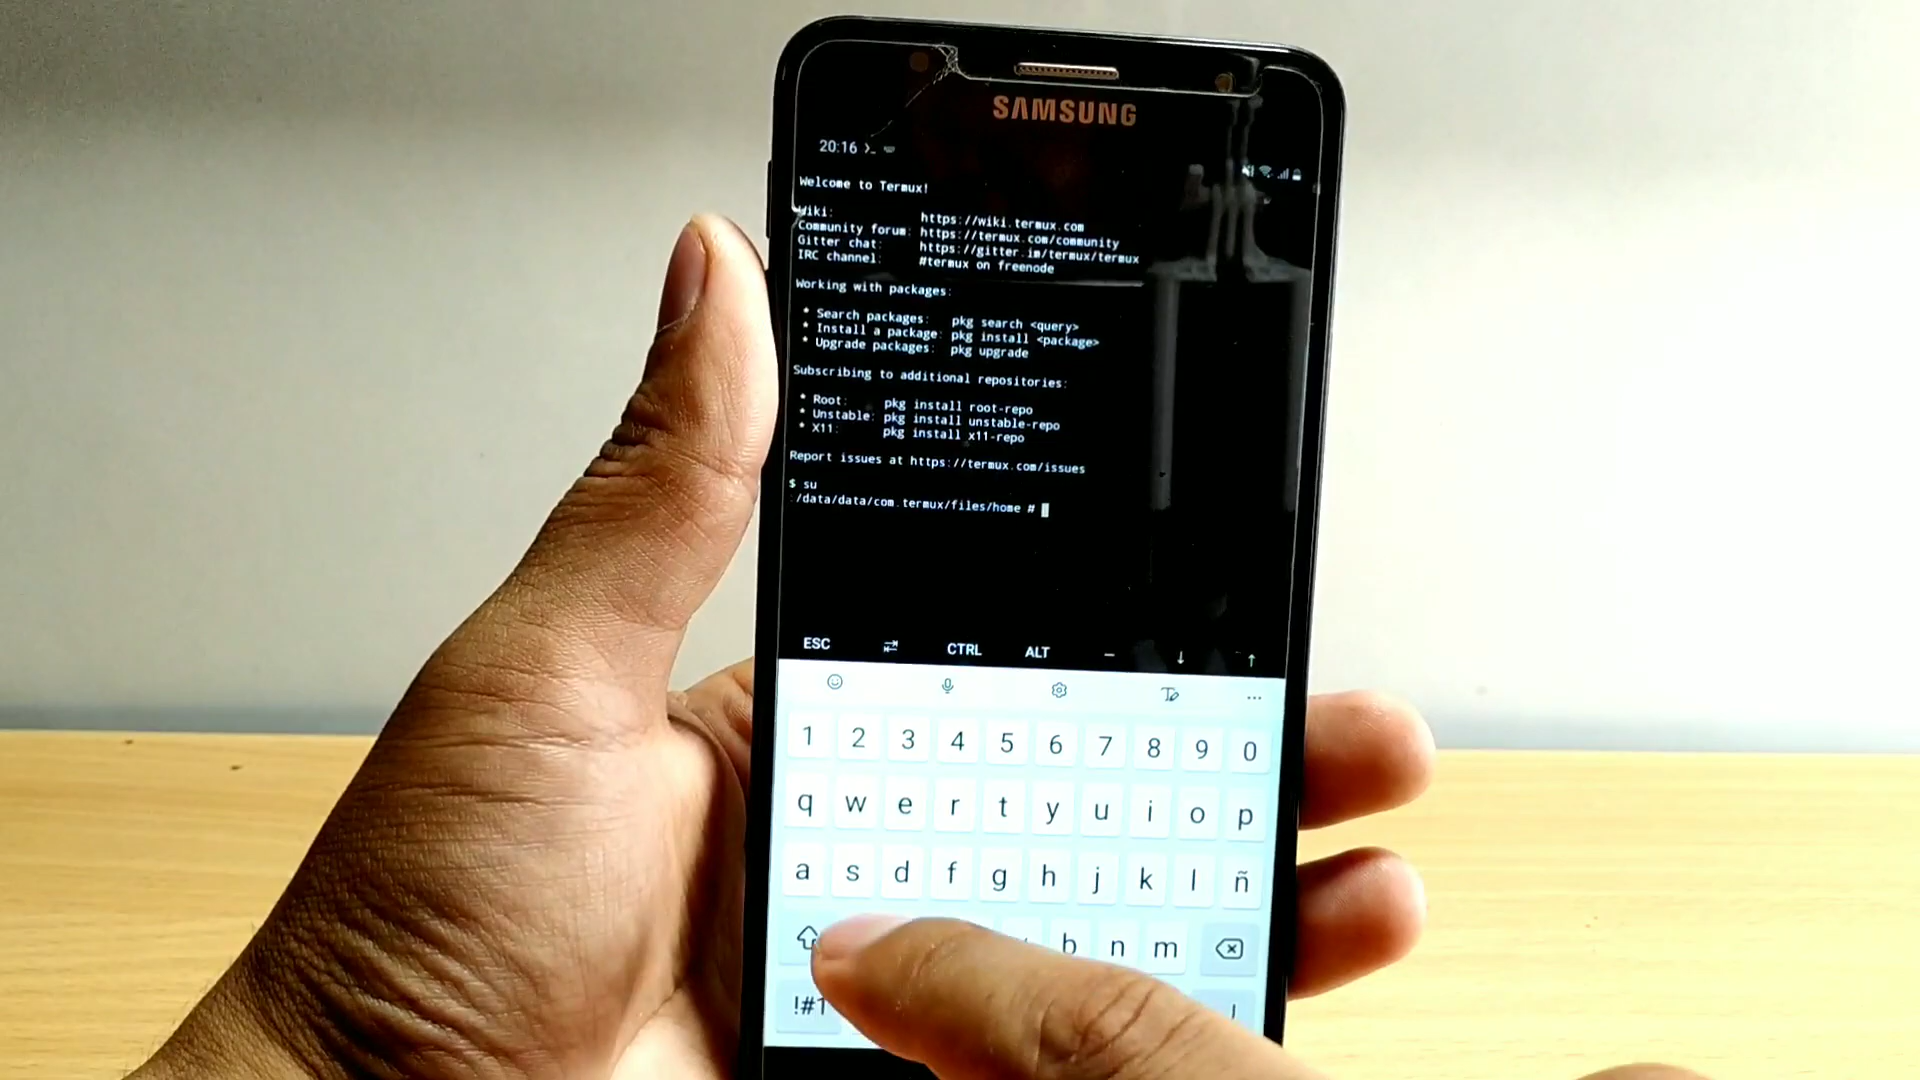 SAMSUNG
20:16
Welcome to Termux!
Wiki: https://wiki.termux.com
Community forum: https://termux.com/community
Gitter chat: https://gitter.im/termux/termux
IRC channel: #termux on freenode
Working with packages:
* Search packages: pkg search <query>
* Install a package: pkg install <package>
* Upgrade packages: pkg upgrade
Subscribing to additional repositories:
* Root: pkg install root-repo
* Unstable: pkg install unstable-repo
* X11: pkg install x11-repo
Report issues at https://termux.com/issues
$ su
:/data/data/com.termux/files/home #
ESC CTRL ALT – ↓ ↑
1 2 3 4 5 6 7 8 9 0
q w e r t y u i o p
a s d f g h j k l ñ
b n m
!#1